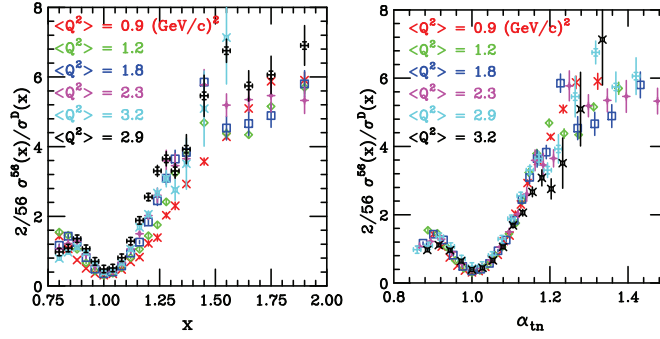 <Q²> = 0.9 (GeV/c)²
<Q²> = 1.2
<Q²> = 1.8
<Q²> = 2.3
<Q²> = 3.2
<Q²> = 2.9
2/56 σ⁵⁶(x)/σᴰ(x)
8
6
4
2
0
0.75 1.00 1.25 1.50 1.75 2.00
x
<Q²> = 0.9 (GeV/c)²
<Q²> = 1.2
<Q²> = 1.8
<Q²> = 2.3
<Q²> = 2.9
<Q²> = 3.2
2/56 σ⁵⁶(x)/σᴰ(x)
8
6
4
2
0
0.8 1.0 1.2 1.4
αtn